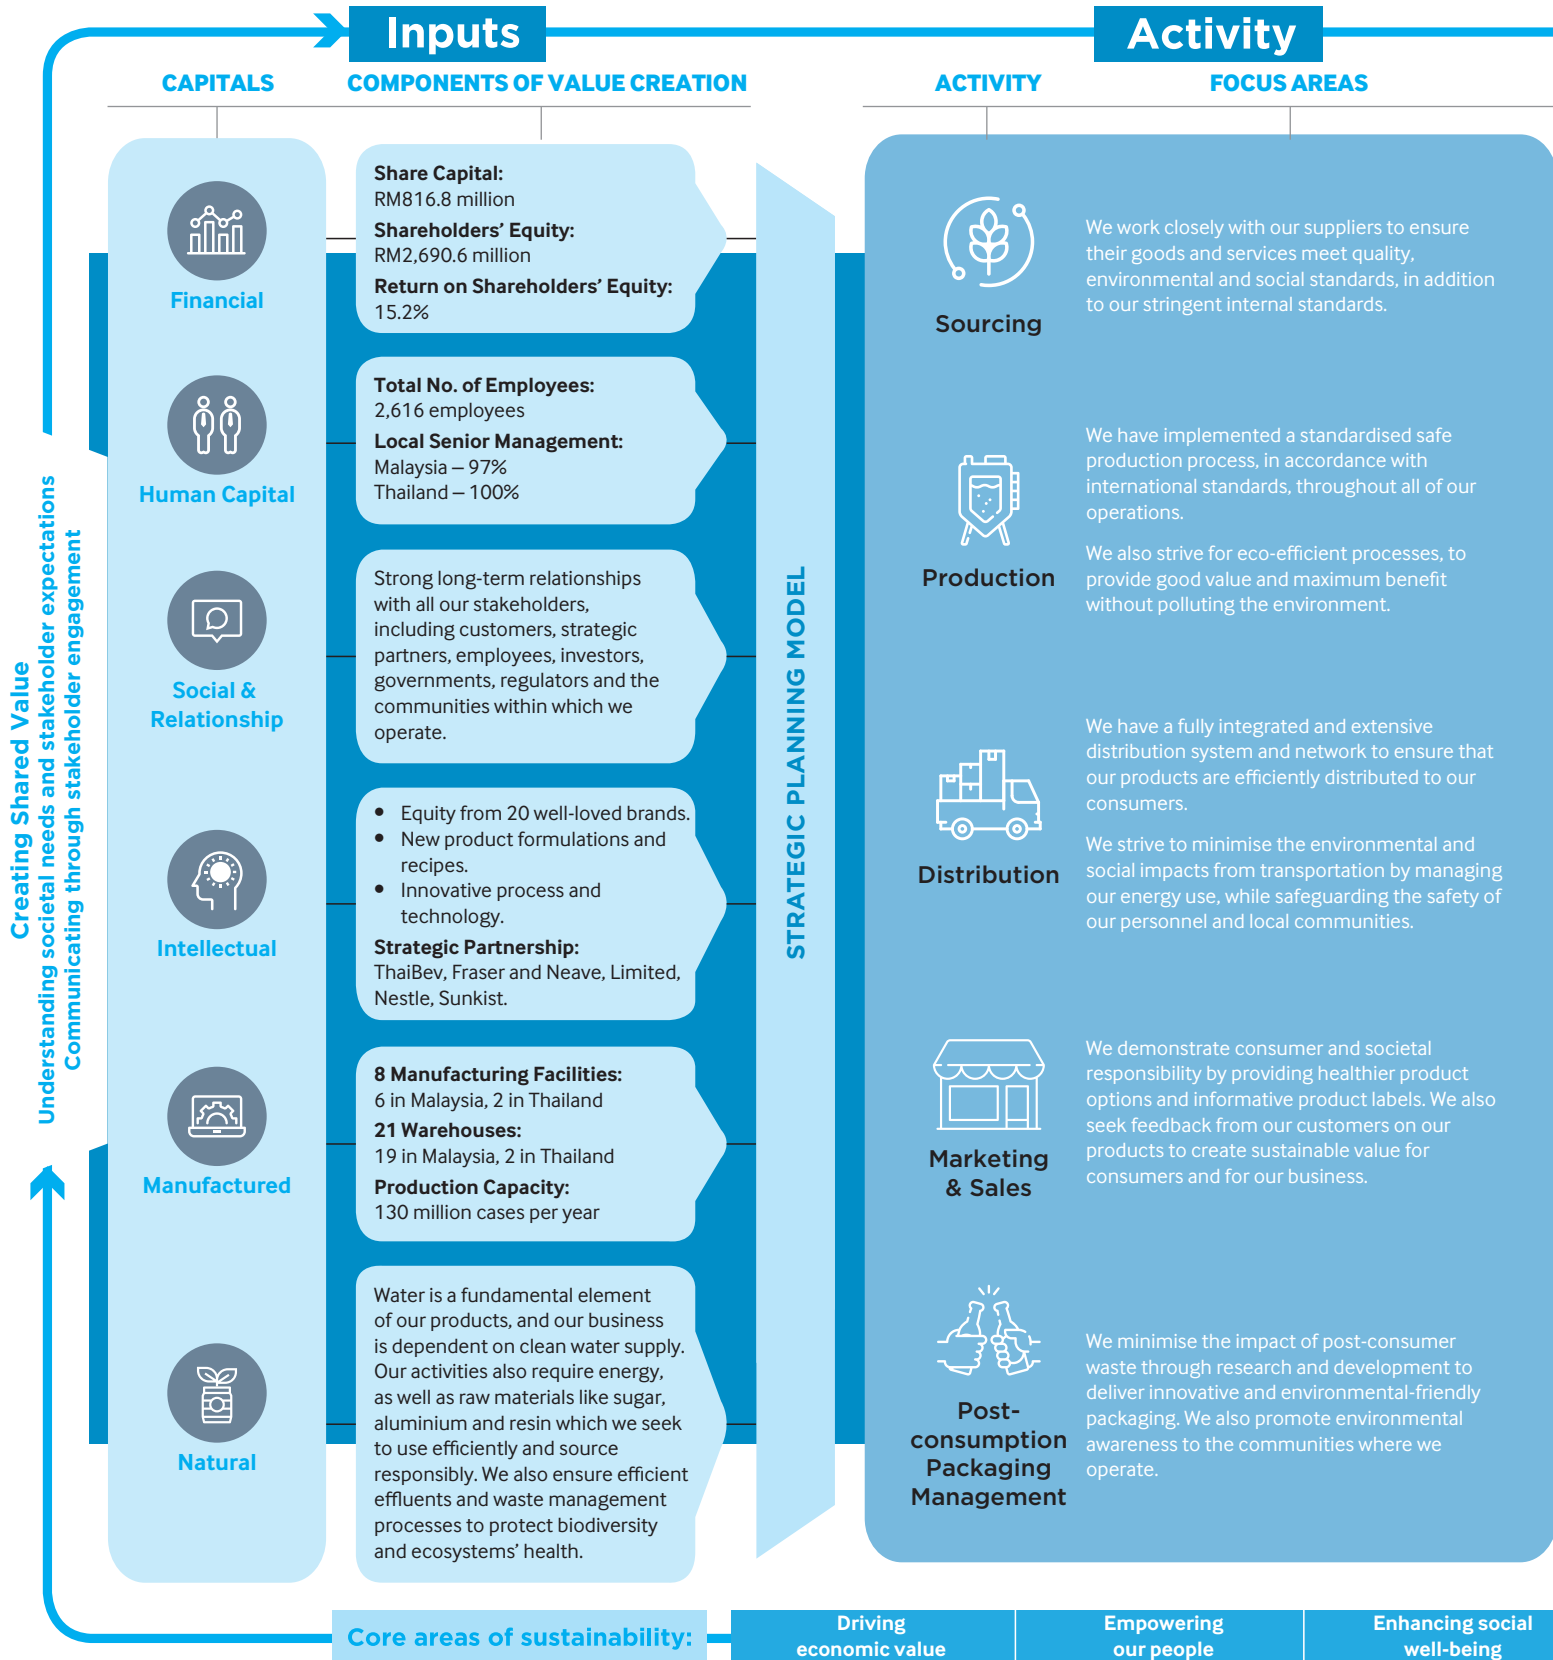 Inputs
Activity
CAPITALS
COMPONENTS OF VALUE CREATION
ACTIVITY
FOCUS AREAS
Creating Shared Value
Understanding societal needs and stakeholder expectations
Communicating through stakeholder engagement
Financial
Share Capital:
RM816.8 million
Shareholders' Equity:
RM2,690.6 million
Return on Shareholders' Equity:
15.2%
Human Capital
Total No. of Employees:
2,616 employees
Local Senior Management:
Malaysia – 97%
Thailand – 100%
Social &
Relationship
Strong long-term relationships
with all our stakeholders,
including customers, strategic
partners, employees, investors,
governments, regulators and the
communities within which we
operate.
Intellectual
• Equity from 20 well-loved brands.
• New product formulations and
recipes.
• Innovative process and
technology.
Strategic Partnership:
ThaiBev, Fraser and Neave, Limited,
Nestle, Sunkist.
Manufactured
8 Manufacturing Facilities:
6 in Malaysia, 2 in Thailand
21 Warehouses:
19 in Malaysia, 2 in Thailand
Production Capacity:
130 million cases per year
Natural
Water is a fundamental element
of our products, and our business
is dependent on clean water supply.
Our activities also require energy,
as well as raw materials like sugar,
aluminium and resin which we seek
to use efficiently and source
responsibly. We also ensure efficient
effluents and waste management
processes to protect biodiversity
and ecosystems' health.
STRATEGIC PLANNING MODEL
Sourcing
We work closely with our suppliers to ensure
their goods and services meet quality,
environmental and social standards, in addition
to our stringent internal standards.
Production
We have implemented a standardised safe
production process, in accordance with
international standards, throughout all of our
operations.
We also strive for eco-efficient processes, to
provide good value and maximum benefit
without polluting the environment.
Distribution
We have a fully integrated and extensive
distribution system and network to ensure that
our products are efficiently distributed to our
consumers.
We strive to minimise the environmental and
social impacts from transportation by managing
our energy use, while safeguarding the safety of
our personnel and local communities.
Marketing
& Sales
We demonstrate consumer and societal
responsibility by providing healthier product
options and informative product labels. We also
seek feedback from our customers on our
products to create sustainable value for
consumers and for our business.
Post-
consumption
Packaging
Management
We minimise the impact of post-consumer
waste through research and development to
deliver innovative and environmental-friendly
packaging. We also promote environmental
awareness to the communities where we
operate.
Core areas of sustainability:
Driving
economic value
Empowering
our people
Enhancing social
well-being